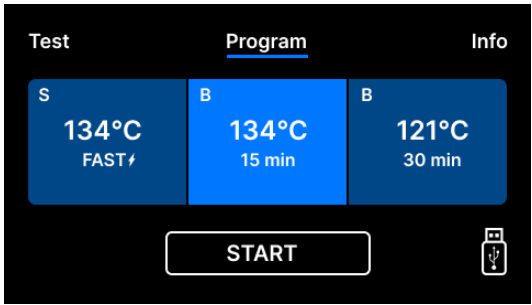 Test Program Info
S B B
134°C 134°C 121°C
FAST⚡ 15 min 30 min
START